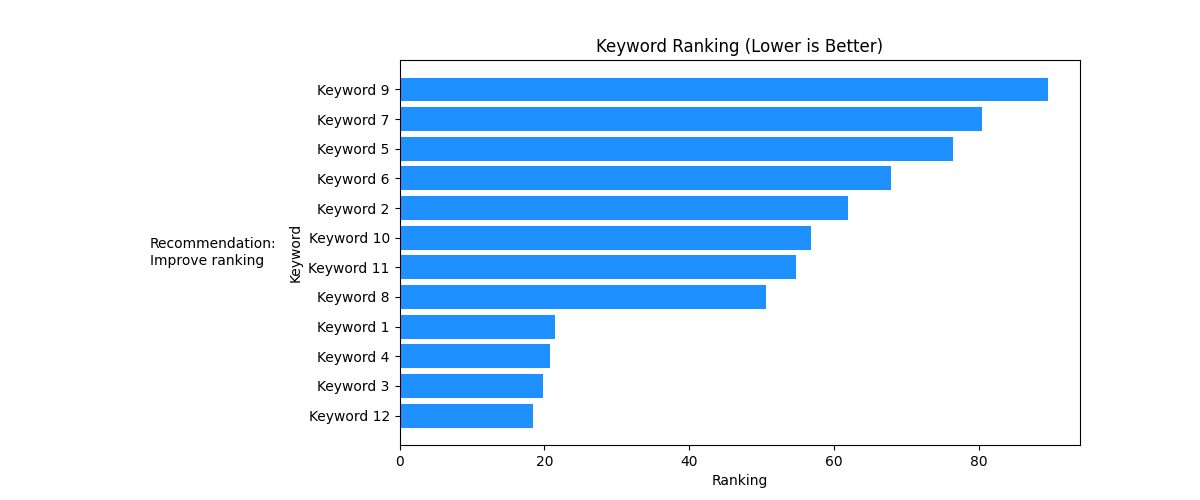 Keyword Ranking (Lower is Better)
Keyword 9
Keyword 7
Keyword 5
Keyword 6
Keyword 2
Keyword 10
Keyword 11
Keyword 8
Keyword 1
Keyword 4
Keyword 3
Keyword 12
Keyword
Recommendation:
Improve ranking
0 20 40 60 80
Ranking